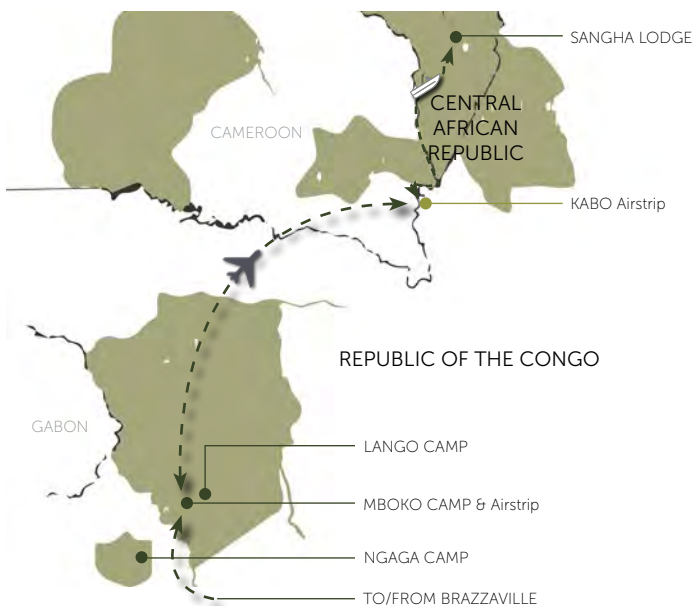 SANGHA LODGE
CENTRAL
AFRICAN
REPUBLIC
CAMEROON
KABO Airstrip
REPUBLIC OF THE CONGO
GABON
LANGO CAMP
MBOKO CAMP & Airstrip
NGAGA CAMP
TO/FROM BRAZZAVILLE